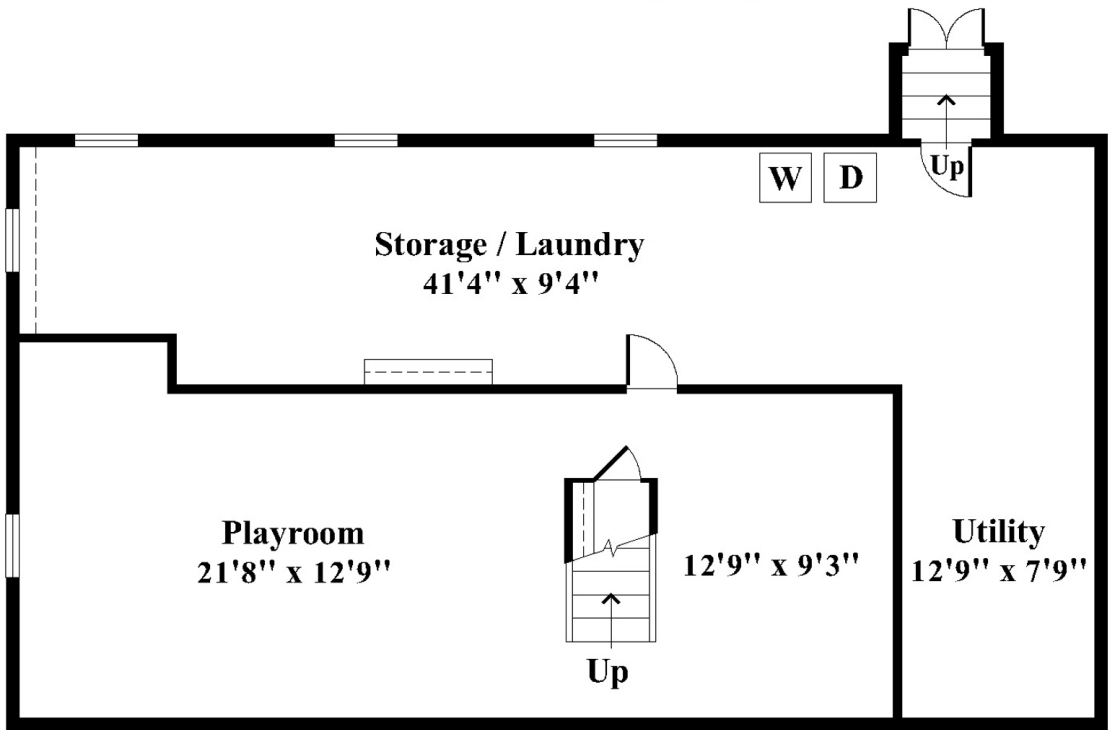 Up
W D
Storage / Laundry
41'4" x 9'4"
Playroom
21'8" x 12'9"
12'9" x 9'3"
Utility
12'9" x 7'9"
Up